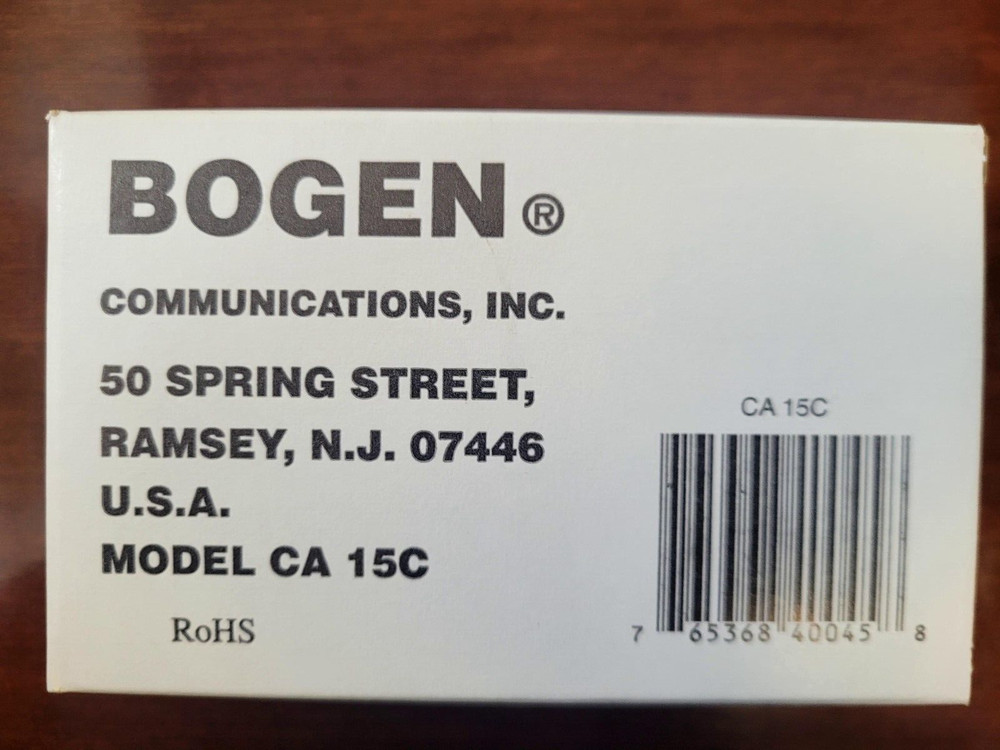 BOGEN®
COMMUNICATIONS, INC.
50 SPRING STREET,
RAMSEY, N.J. 07446
U.S.A.
MODEL CA 15C
RoHS
CA 15C
7 65368 40045 8